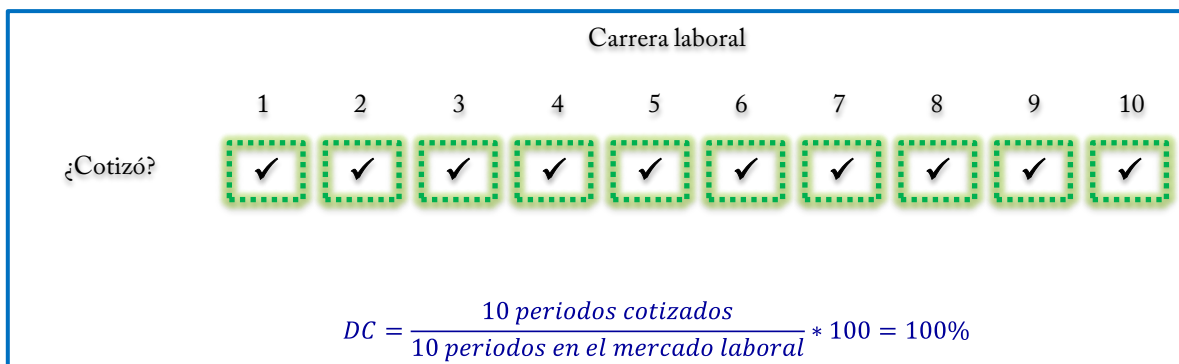 Carrera laboral
1 2 3 4 5 6 7 8 9 10
¿Cotizó? ✓ ✓ ✓ ✓ ✓ ✓ ✓ ✓ ✓ ✓
DC = 10 periodos cotizados / 10 periodos en el mercado laboral * 100 = 100%